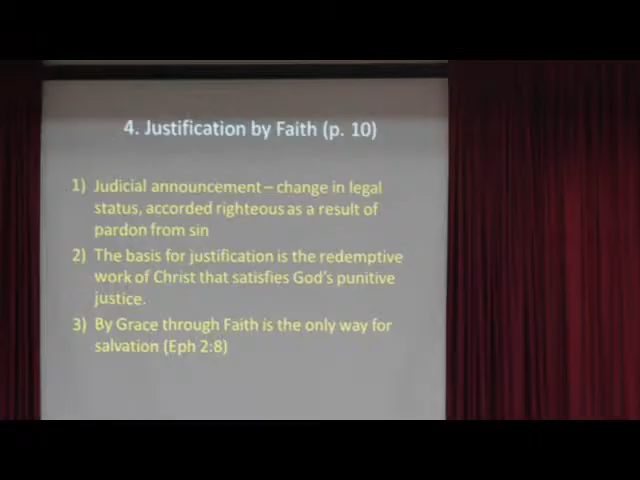 4. Justification by Faith (p. 10)
1) Judicial announcement – change in legal
status, accorded righteous as a result of
pardon from sin
2) The basis for justification is the redemptive
work of Christ that satisfies God's punitive
justice.
3) By Grace through Faith is the only way for
salvation (Eph 2:8)